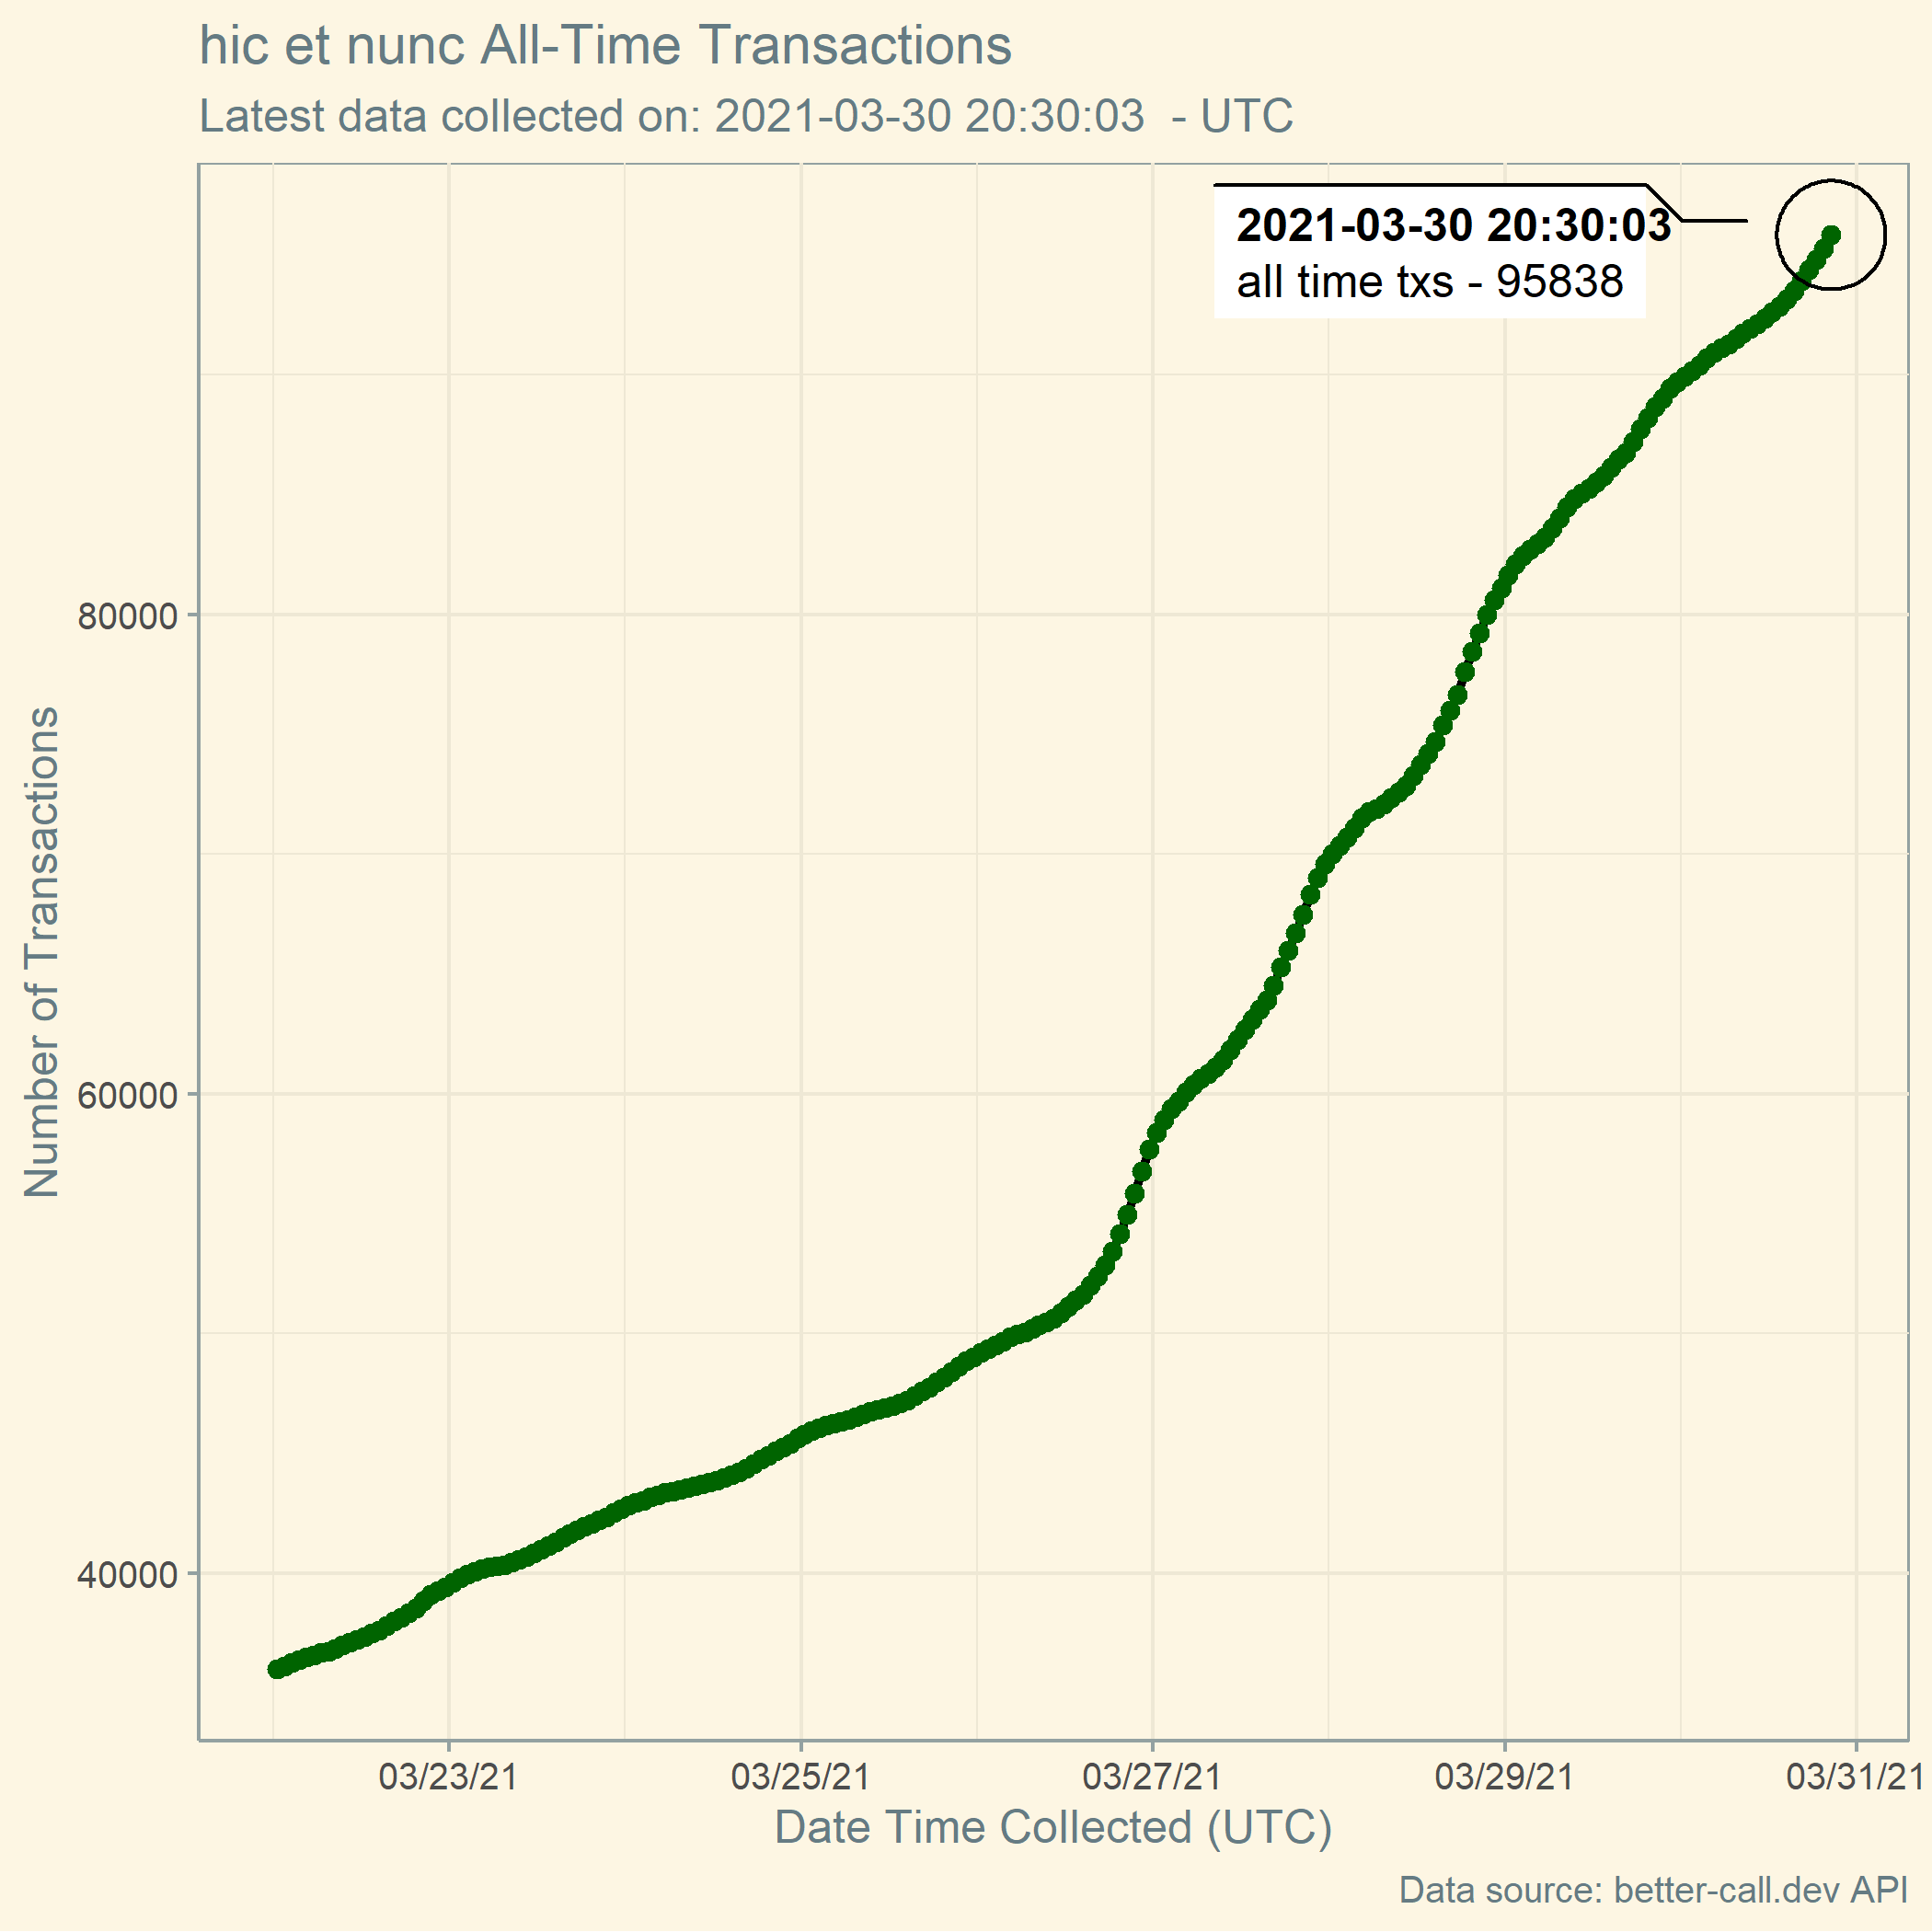 hic et nunc All-Time Transactions
Latest data collected on: 2021-03-30 20:30:03 - UTC
2021-03-30 20:30:03
all time txs - 95838
Number of Transactions
80000
60000
40000
03/23/21
03/25/21
03/27/21
03/29/21
03/31/21
Date Time Collected (UTC)
Data source: better-call.dev API